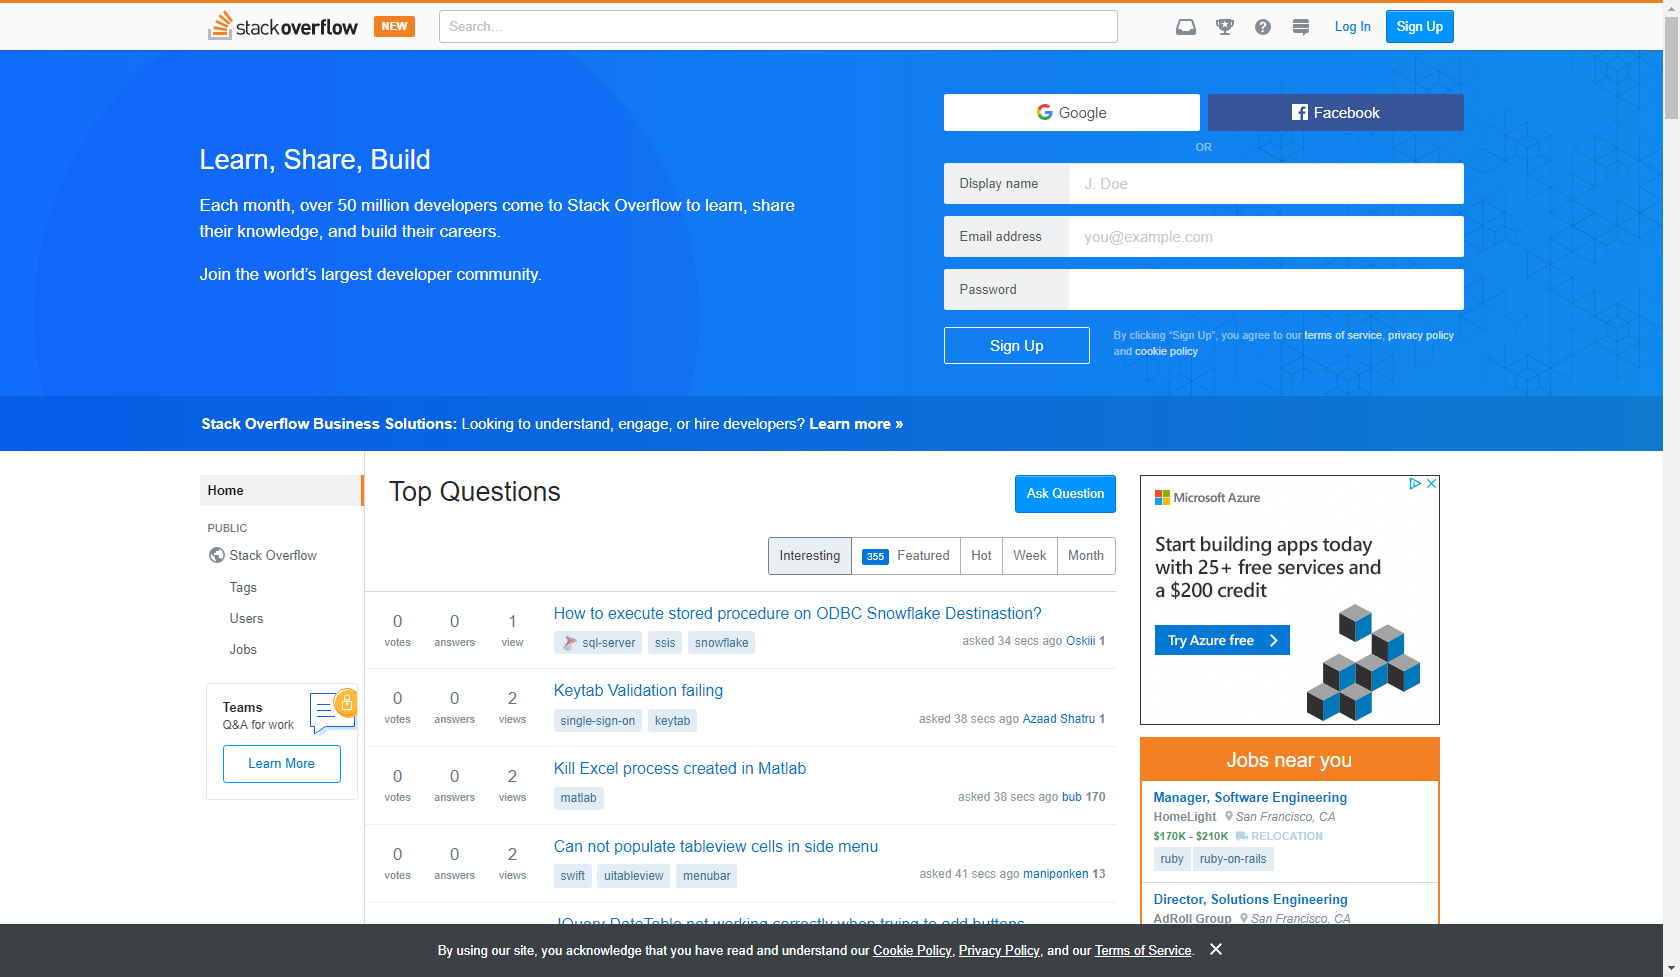 stackoverflow NEW Search... Log In Sign Up
Google Facebook
OR
Learn, Share, Build
Each month, over 50 million developers come to Stack Overflow to learn, share
their knowledge, and build their careers.
Join the world's largest developer community.
Display name J. Doe
Email address you@example.com
Password
Sign Up
By clicking “Sign Up”, you agree to our terms of service, privacy policy
and cookie policy
Stack Overflow Business Solutions: Looking to understand, engage, or hire developers? Learn more »
Home
PUBLIC
Stack Overflow
Tags
Users
Jobs
Teams
Q&A for work
Learn More
Top Questions
Ask Question
Interesting 355 Featured Hot Week Month
0 0 1
votes answers view
How to execute stored procedure on ODBC Snowflake Destinastion?
sql-server ssis snowflake
asked 34 secs ago Oskiii 1
0 0 2
votes answers views
Keytab Validation failing
single-sign-on keytab
asked 38 secs ago Azaad Shatru 1
0 0 2
votes answers views
Kill Excel process created in Matlab
matlab
asked 38 secs ago bub 170
0 0 2
votes answers views
Can not populate tableview cells in side menu
swift uitableview menubar
asked 41 secs ago maniponken 13
JQuery DataTable not working correctly when trying to add buttons
Microsoft Azure
Start building apps today
with 25+ free services and
a $200 credit
Try Azure free
Jobs near you
Manager, Software Engineering
HomeLight San Francisco, CA
$170K - $210K RELOCATION
ruby ruby-on-rails
Director, Solutions Engineering
AdRoll Group San Francisco, CA
By using our site, you acknowledge that you have read and understand our Cookie Policy, Privacy Policy, and our Terms of Service.